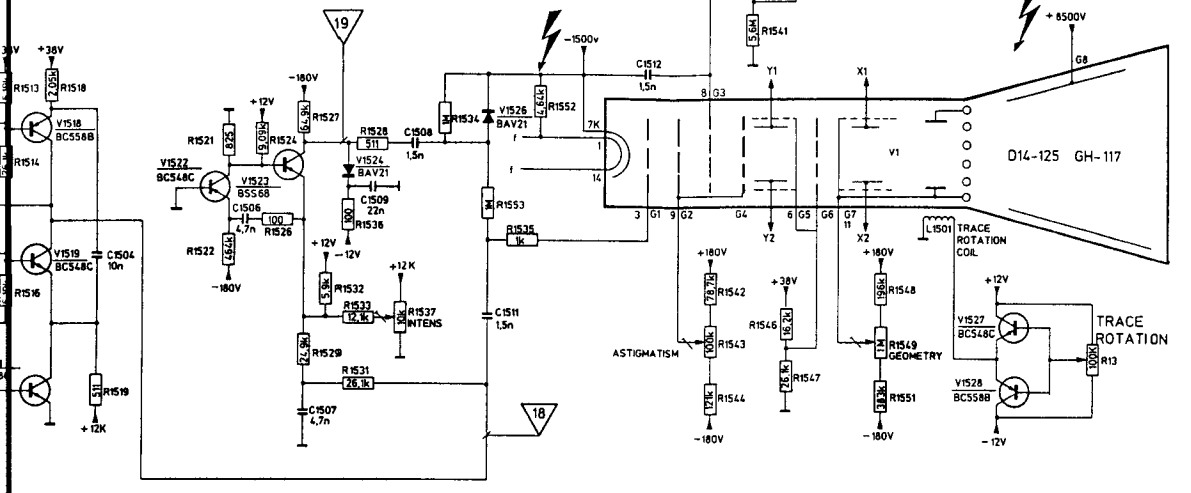 +38V
2,05k
R1518
R1513
V1518
BC558B
R1514
V1519
BC548C
C1504
10n
R1516
511
R1519
+12K
R1521
825
+12V
9,09k
R1524
V1522
BC548C
V1523
BSS68
C1506
4,7n
100
R1526
R1522
464k
-180V
-180V
64,9k
R1527
19
R1528
511
C1508
1,5n
V1524
BAV21
C1509
22n
100
R1536
-12V
+12V
5,9k
R1532
R1533
12,1k
+12K
10k
R1537
INTENS
24,9k
R1529
R1531
26,1k
C1507
4,7n
18
1M
R1534
V1526
BAV21
4,64k
R1552
-1500v
C1512
1,5n
1M
R1553
R1535
1k
C1511
1,5n
f
f
7K
1
14
3
G1
9
G2
8
G3
G4
6
G5
G6
G7
11
5,6M
R1541
Y1
X1
Y2
X2
V1
+8500V
G8
D14-125 GH-117
L1501
TRACE
ROTATION
COIL
+180V
78,7k
R1542
ASTIGMATISM
100k
R1543
121k
R1544
-180V
+38V
R1546
16,2k
26,1k
R1547
+180V
196k
R1548
1M
R1549
GEOMETRY
383k
R1551
-180V
+12V
V1527
BC548C
V1528
BC558B
-12V
TRACE
ROTATION
100K
R13